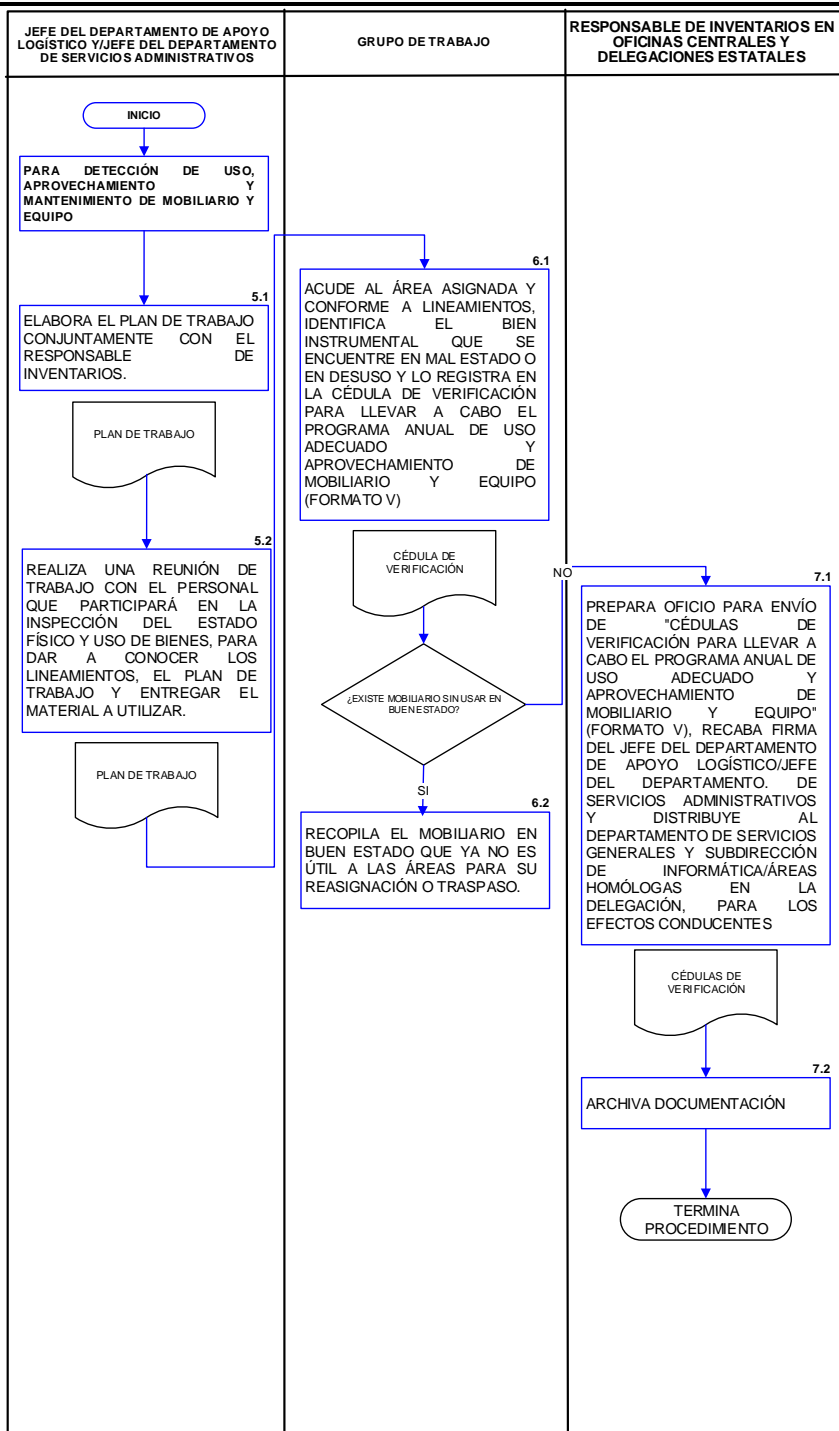 JEFE DEL DEPARTAMENTO DE APOYO
LOGÍSTICO Y/JEFE DEL DEPARTAMENTO
DE SERVICIOS ADMINISTRATIVOS
GRUPO DE TRABAJO
RESPONSABLE DE INVENTARIOS EN
OFICINAS CENTRALES Y
DELEGACIONES ESTATALES
INICIO
PARA DETECCIÓN DE USO,
APROVECHAMIENTO Y
MANTENIMIENTO DE MOBILIARIO Y
EQUIPO
5.1
ELABORA EL PLAN DE TRABAJO
CONJUNTAMENTE CON EL
RESPONSABLE DE
INVENTARIOS.
PLAN DE TRABAJO
5.2
REALIZA UNA REUNIÓN DE
TRABAJO CON EL PERSONAL
QUE PARTICIPARÁ EN LA
INSPECCIÓN DEL ESTADO
FÍSICO Y USO DE BIENES, PARA
DAR A CONOCER LOS
LINEAMIENTOS, EL PLAN DE
TRABAJO Y ENTREGAR EL
MATERIAL A UTILIZAR.
PLAN DE TRABAJO
6.1
ACUDE AL ÁREA ASIGNADA Y
CONFORME A LINEAMIENTOS,
IDENTIFICA EL BIEN
INSTRUMENTAL QUE SE
ENCUENTRE EN MAL ESTADO O
EN DESUSO Y LO REGISTRA EN
LA CÉDULA DE VERIFICACIÓN
PARA LLEVAR A CABO EL
PROGRAMA ANUAL DE USO
ADECUADO Y
APROVECHAMIENTO DE
MOBILIARIO Y EQUIPO
(FORMATO V)
CÉDULA DE
VERIFICACIÓN
¿EXISTE MOBILIARIO SIN USAR EN
BUEN ESTADO?
NO
SI
6.2
RECOPILA EL MOBILIARIO EN
BUEN ESTADO QUE YA NO ES
ÚTIL A LAS ÁREAS PARA SU
REASIGNACIÓN O TRASPASO.
7.1
PREPARA OFICIO PARA ENVÍO
DE "CÉDULAS DE
VERIFICACIÓN PARA LLEVAR A
CABO EL PROGRAMA ANUAL DE
USO ADECUADO Y
APROVECHAMIENTO DE
MOBILIARIO Y EQUIPO"
(FORMATO V), RECABA FIRMA
DEL JEFE DEL DEPARTAMENTO
DE APOYO LOGÍSTICO/JEFE
DEL DEPARTAMENTO. DE
SERVICIOS ADMINISTRATIVOS
Y DISTRIBUYE AL
DEPARTAMENTO DE SERVICIOS
GENERALES Y SUBDIRECCIÓN
DE INFORMÁTICA/ÁREAS
HOMÓLOGAS EN LA
DELEGACIÓN, PARA LOS
EFECTOS CONDUCENTES
CÉDULAS DE
VERIFICACIÓN
7.2
ARCHIVA DOCUMENTACIÓN
TERMINA
PROCEDIMIENTO